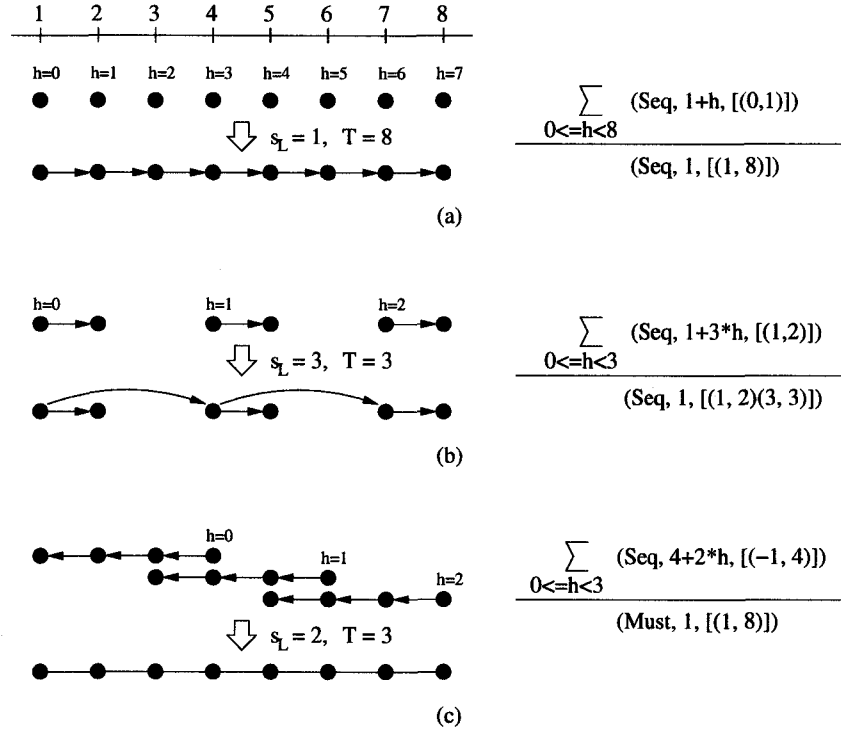 1 2 3 4 5 6 7 8
h=0 h=1 h=2 h=3 h=4 h=5 h=6 h=7
s_L = 1, T = 8
(a)
∑ (Seq, 1+h, [(0,1)])
0<=h<8
(Seq, 1, [(1, 8)])
h=0 h=1 h=2
s_L = 3, T = 3
(b)
∑ (Seq, 1+3*h, [(1,2)])
0<=h<3
(Seq, 1, [(1, 2)(3, 3)])
h=0
h=1
h=2
s_L = 2, T = 3
(c)
∑ (Seq, 4+2*h, [(−1, 4)])
0<=h<3
(Must, 1, [(1, 8)])